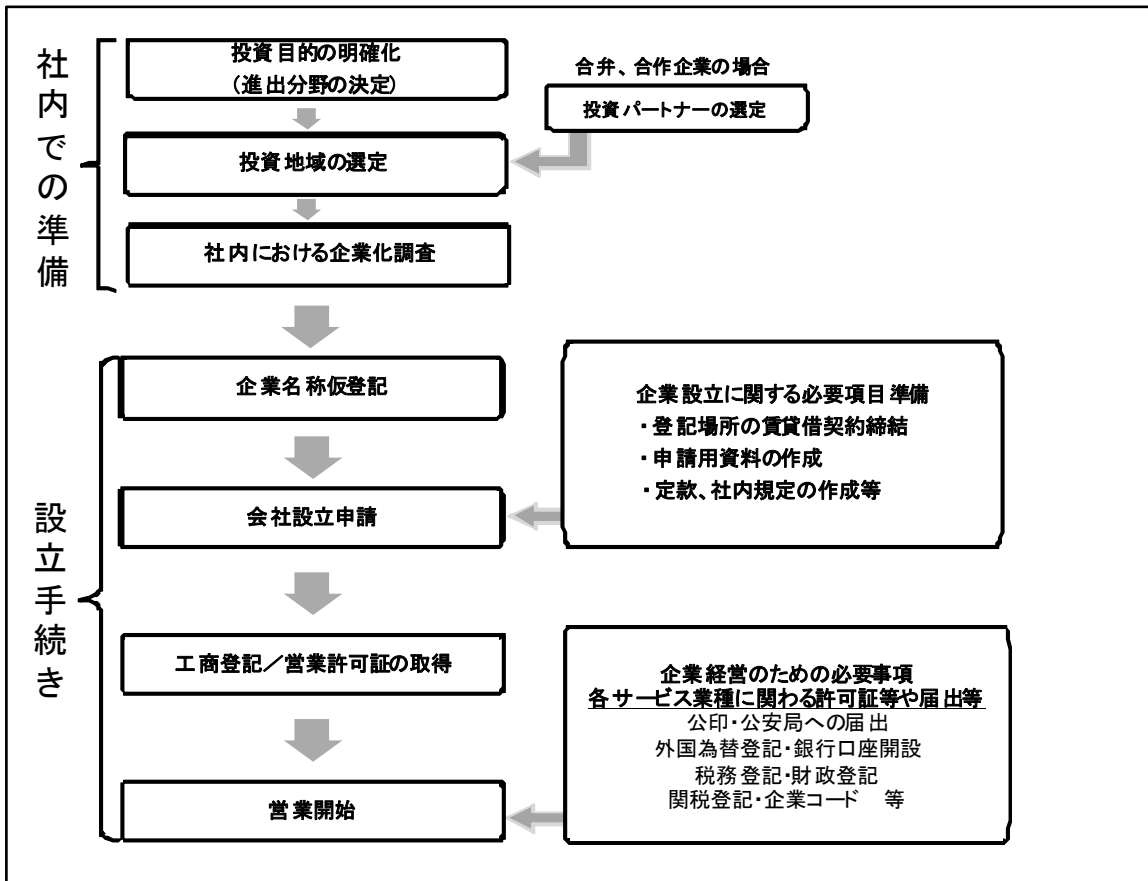 社内での準備
投資目的の明確化
(進出分野の決定)
合弁、合作企業の場合
投資パートナーの選定
投資地域の選定
社内における企業化調査
設立手続き
企業名称仮登記
企業設立に関する必要項目準備
・登記場所の賃貸借契約締結
・申請用資料の作成
・定款、社内規定の作成等
会社設立申請
工商登記／営業許可証の取得
企業経営のための必要事項
各サービス業種に関わる許可証等や届出等
公印・公安局への届出
外国為替登記・銀行口座開設
税務登記・財政登記
関税登記・企業コード　等
営業開始